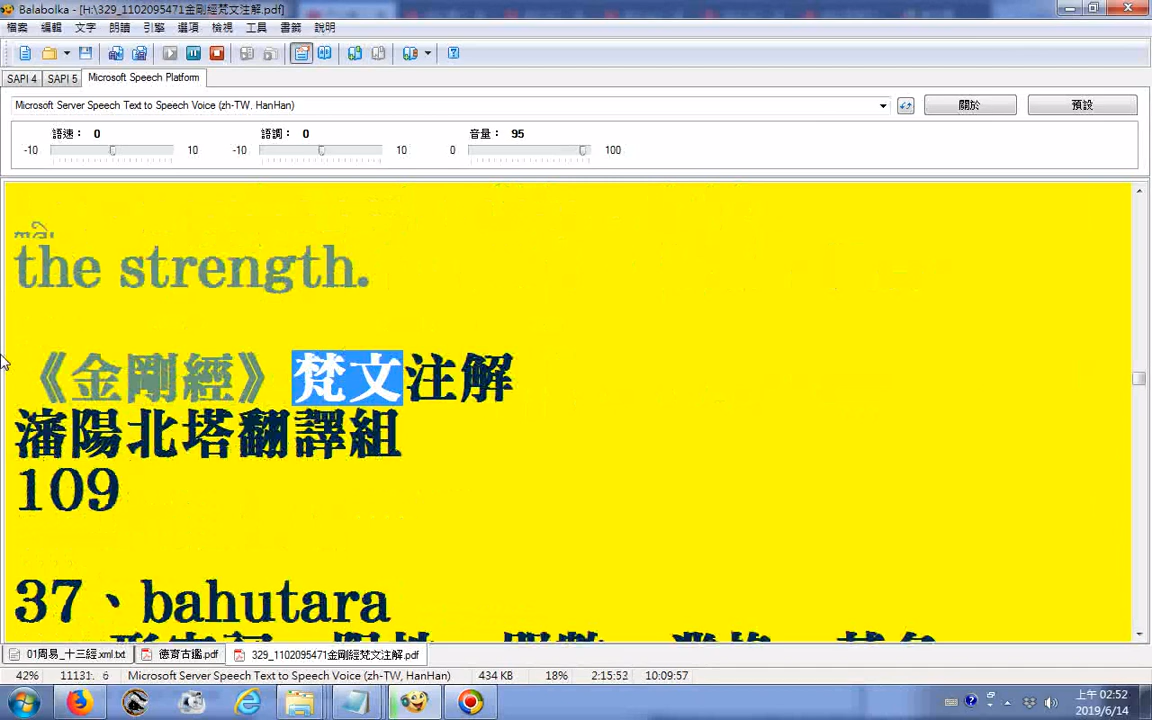 Balabolka - [H:\329_1102095471金剛經梵文注解.pdf]
檔案 編輯 文字 朗讀 引擎 選項 檢視 工具 書籤 說明
SAPI 4 SAPI 5 Microsoft Speech Platform
Microsoft Server Speech Text to Speech Voice (zh-TW, HanHan)
關於 預設
語速： 0 語調： 0 音量： 95
-10 10 -10 10 0 100
the strength.
《金剛經》 梵文注解
瀋陽北塔翻譯組
109
37、bahutara
01周易_十三經.xml.txt 德育古鑑.pdf 329_1102095471金剛經梵文注解.pdf
42% 11131: 6 Microsoft Server Speech Text to Speech Voice (zh-TW, HanHan) 434 KB 18% 2:15:53 10:09:57
上午 02:52
2019/6/14